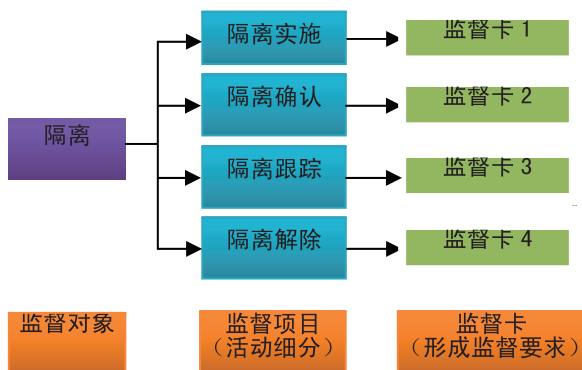 隔离
隔离实施
监督卡 1
隔离确认
监督卡 2
隔离跟踪
监督卡 3
隔离解除
监督卡 4
监督对象
监督项目
（活动细分）
监督卡
（形成监督要求）